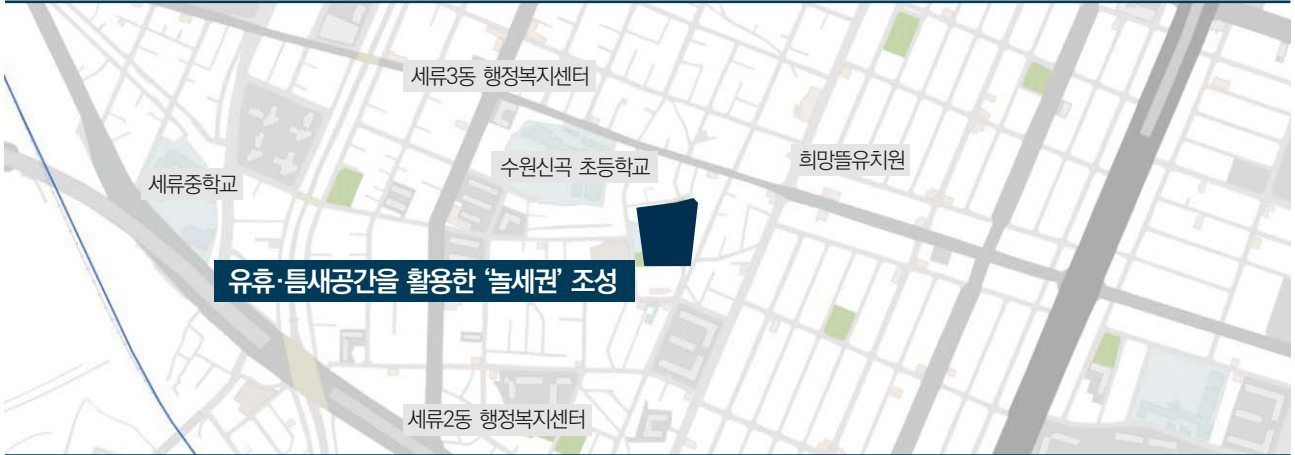 세류3동 행정복지센터
수원신곡 초등학교
희망뜰유치원
세류중학교
유휴·틈새공간을 활용한 ‘놀세권’ 조성
세류2동 행정복지센터